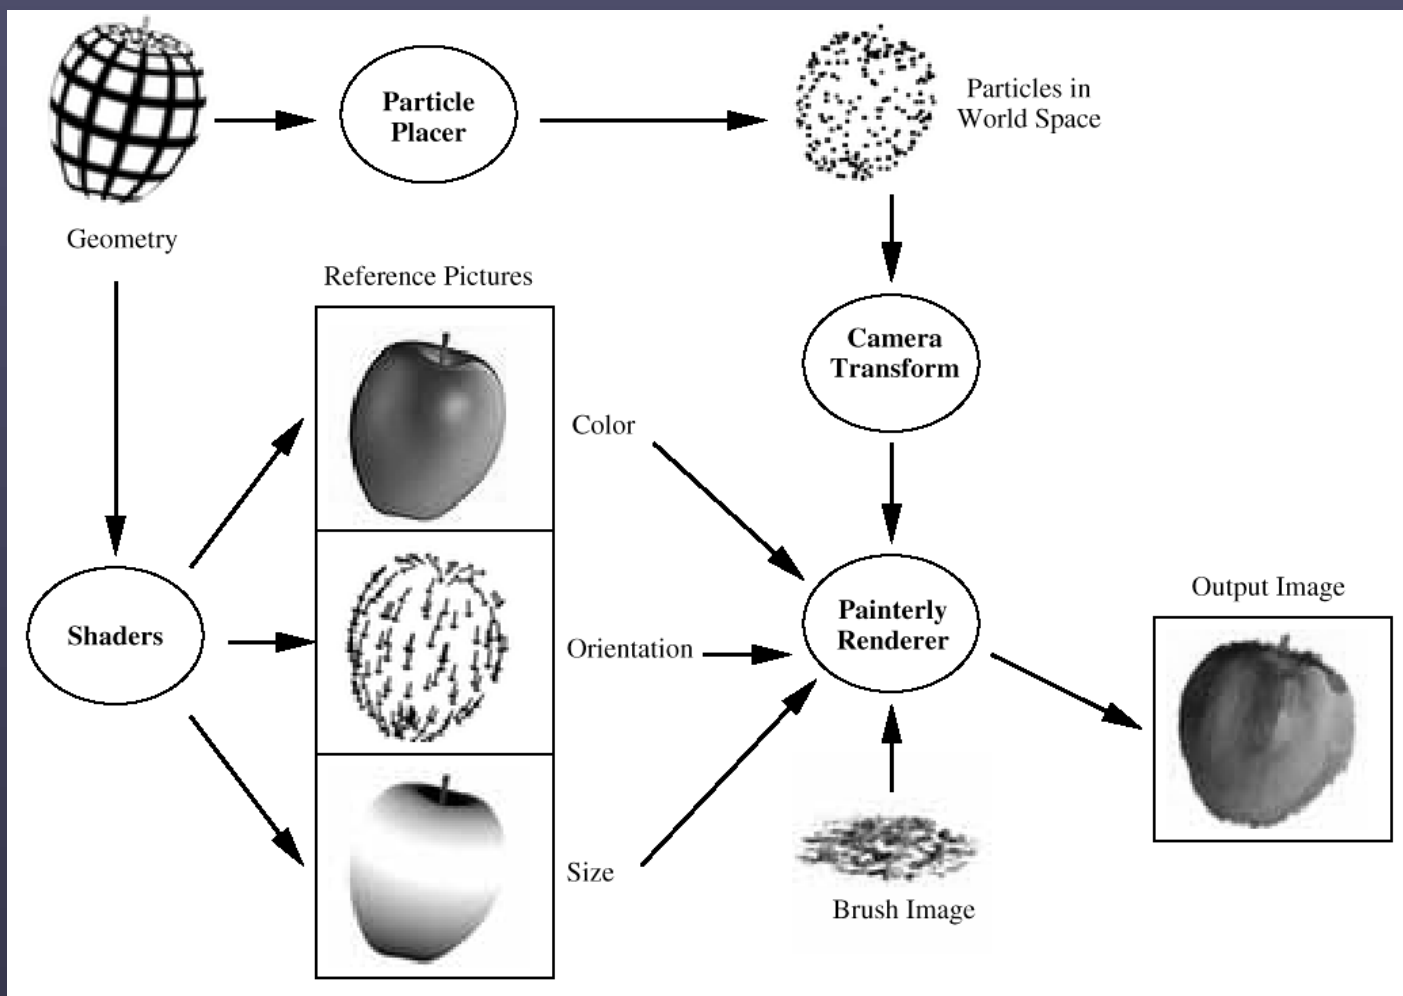 Particle
Placer
Particles in
World Space
Geometry
Reference Pictures
Camera
Transform
Color
Shaders
Orientation
Painterly
Renderer
Output Image
Size
Brush Image